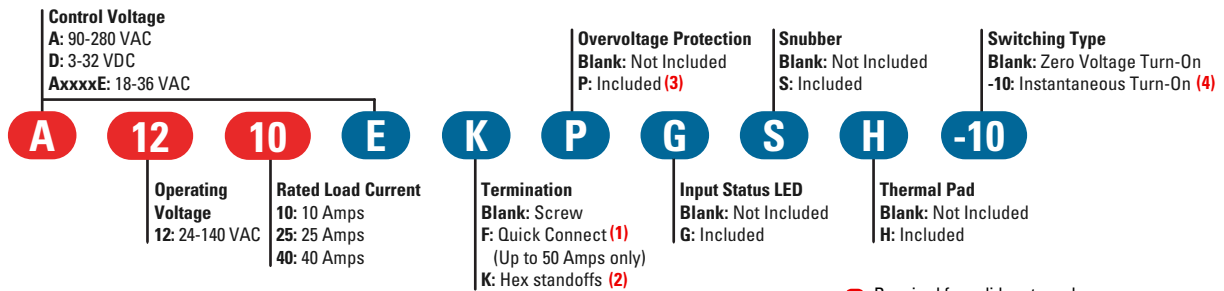 Control Voltage
A: 90-280 VAC
D: 3-32 VDC
AxxxxE: 18-36 VAC
Overvoltage Protection
Blank: Not Included
P: Included (3)
Snubber
Blank: Not Included
S: Included
Switching Type
Blank: Zero Voltage Turn-On
-10: Instantaneous Turn-On (4)
A 12 10 E K P G S H -10
Operating
Voltage
12: 24-140 VAC
Rated Load Current
10: 10 Amps
25: 25 Amps
40: 40 Amps
Termination
Blank: Screw
F: Quick Connect (1)
(Up to 50 Amps only)
K: Hex standoffs (2)
Input Status LED
Blank: Not Included
G: Included
Thermal Pad
Blank: Not Included
H: Included